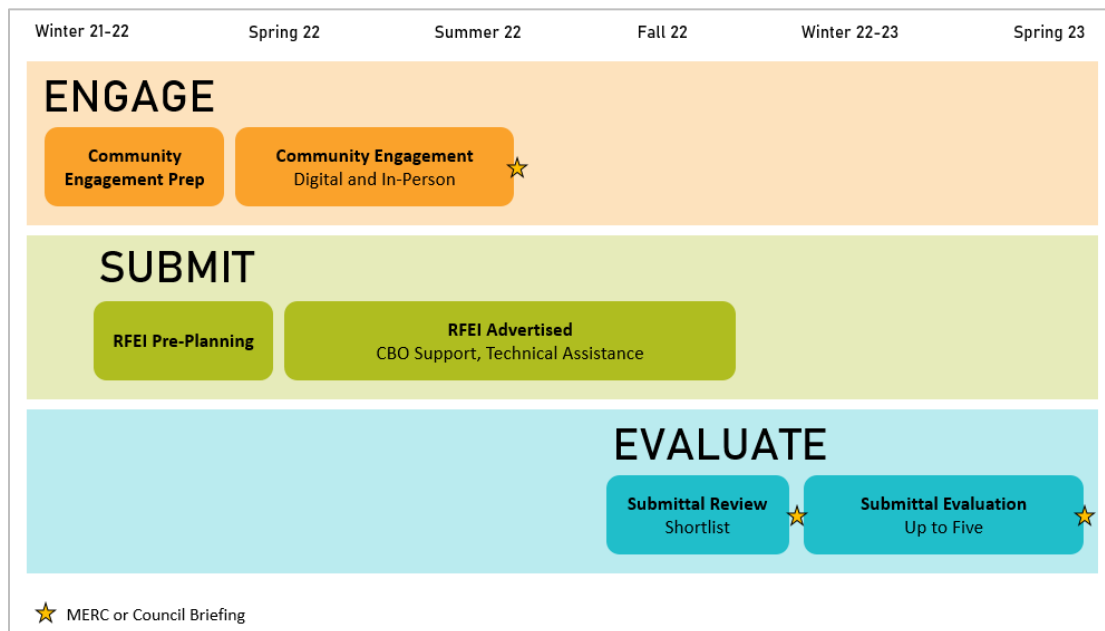 Winter 21-22 Spring 22 Summer 22 Fall 22 Winter 22-23 Spring 23
ENGAGE
Community
Engagement Prep
Community Engagement
Digital and In-Person
SUBMIT
RFEI Pre-Planning
RFEI Advertised
CBO Support, Technical Assistance
EVALUATE
Submittal Review
Shortlist
Submittal Evaluation
Up to Five
MERC or Council Briefing